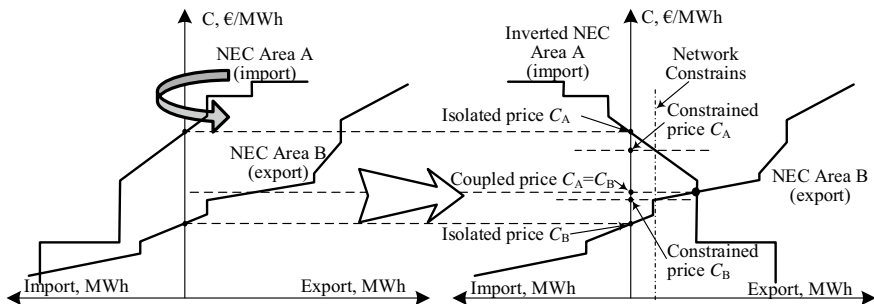 C, €/MWh
NEC Area A
(import)
NEC Area B
(export)
Import, MWh
Export, MWh
C, €/MWh
Inverted NEC
Area A
(import)
Network
Constrains
Isolated price CA
Constrained
price CA
Coupled price CA=CB
NEC Area B
(export)
Isolated price CB
Constrained
price CB
Import, MWh
Export, MWh